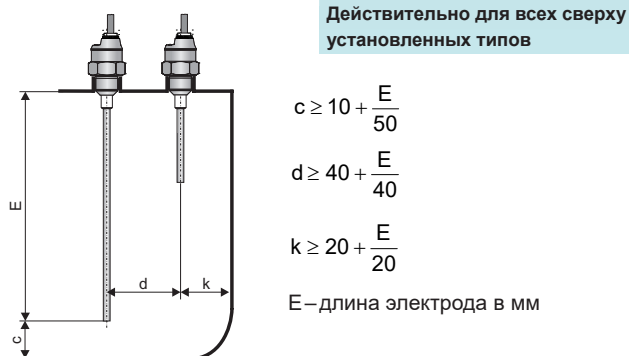 Действительно для всех сверху
установленных типов
c ≥ 10 + E/50
d ≥ 40 + E/40
k ≥ 20 + E/20
E – длина электрода в мм
E
d
k
c